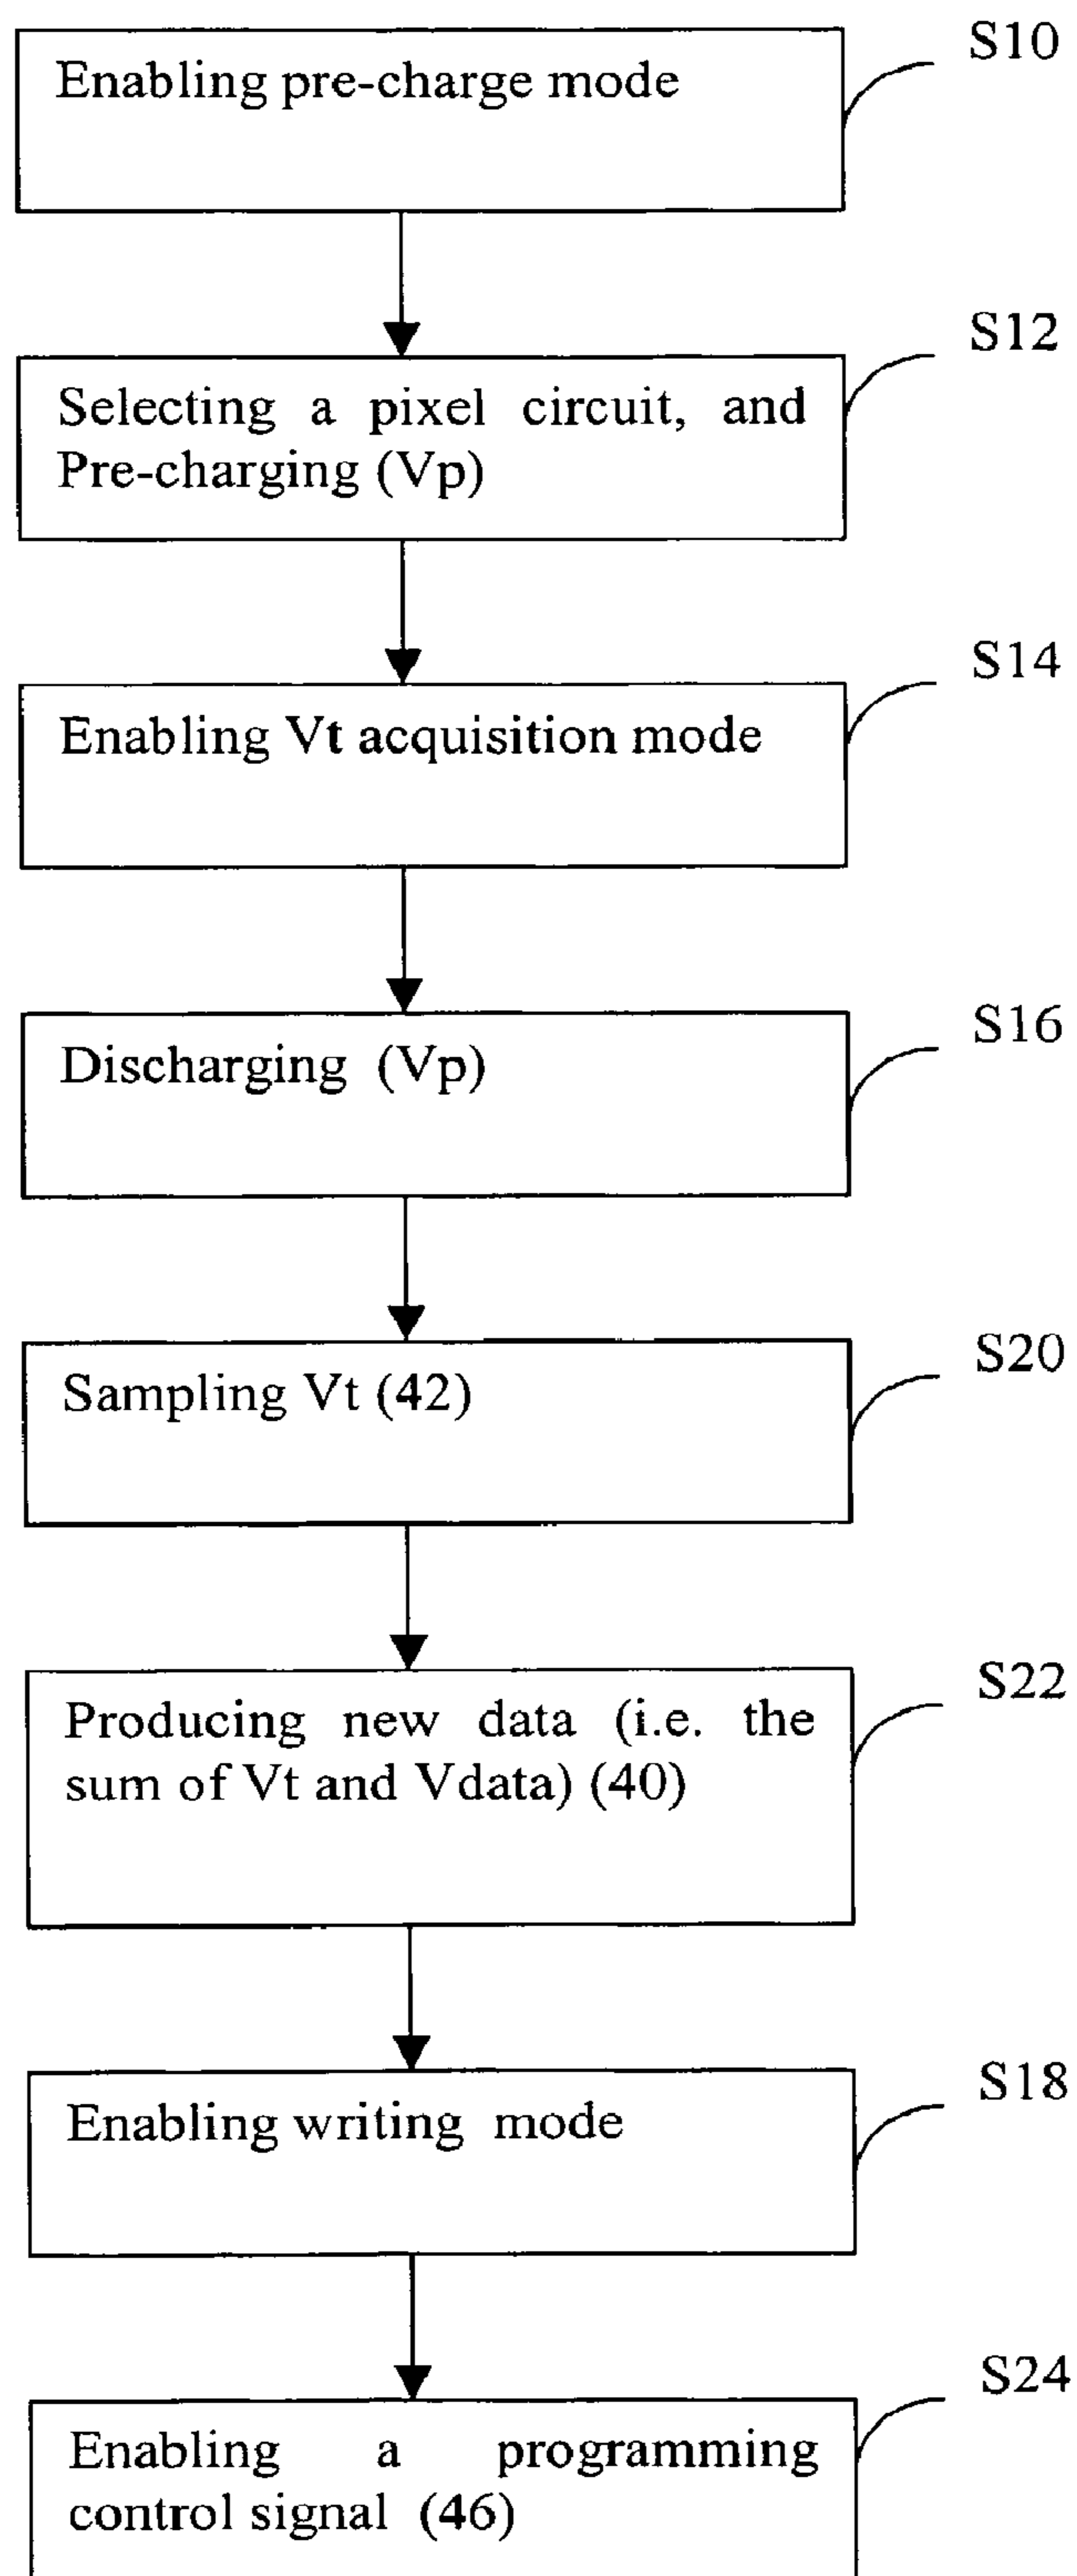 S10
Enabling pre-charge mode
S12
Selecting a pixel circuit, and
Pre-charging (Vp)
S14
Enabling Vt acquisition mode
S16
Discharging (Vp)
S20
Sampling Vt (42)
S22
Producing new data (i.e. the
sum of Vt and Vdata) (40)
S18
Enabling writing mode
S24
Enabling a programming
control signal (46)